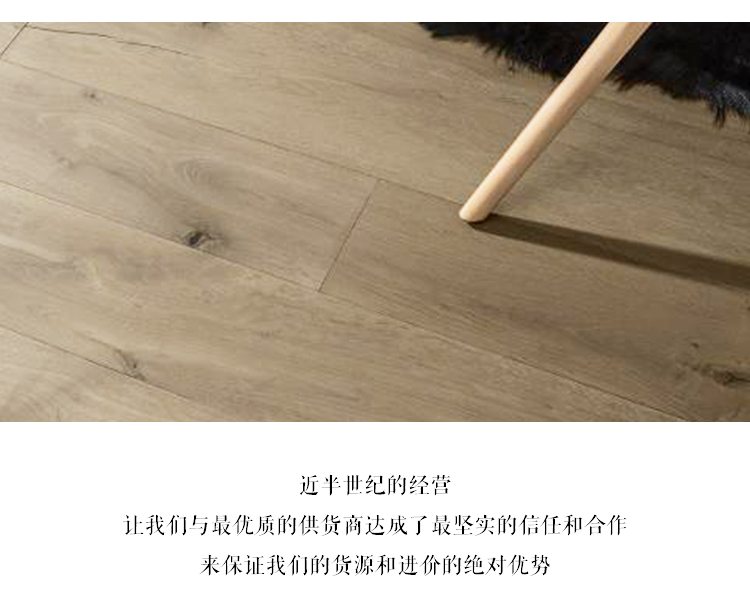 近半世纪的经营
让我们与最优质的供货商达成了最坚实的信任和合作
来保证我们的货源和进价的绝对优势